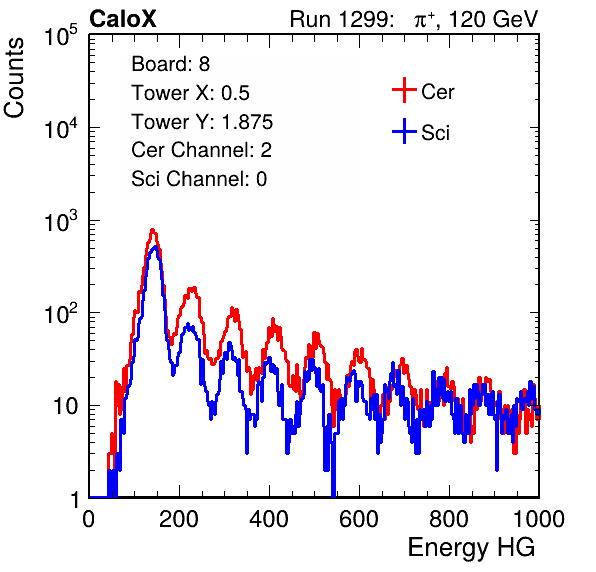 CaloX Run 1299: π⁺, 120 GeV
Counts
10⁵
10⁴
10³
10²
10
1
Board: 8
Tower X: 0.5
Tower Y: 1.875
Cer Channel: 2
Sci Channel: 0
Cer
Sci
0 200 400 600 800 1000
Energy HG